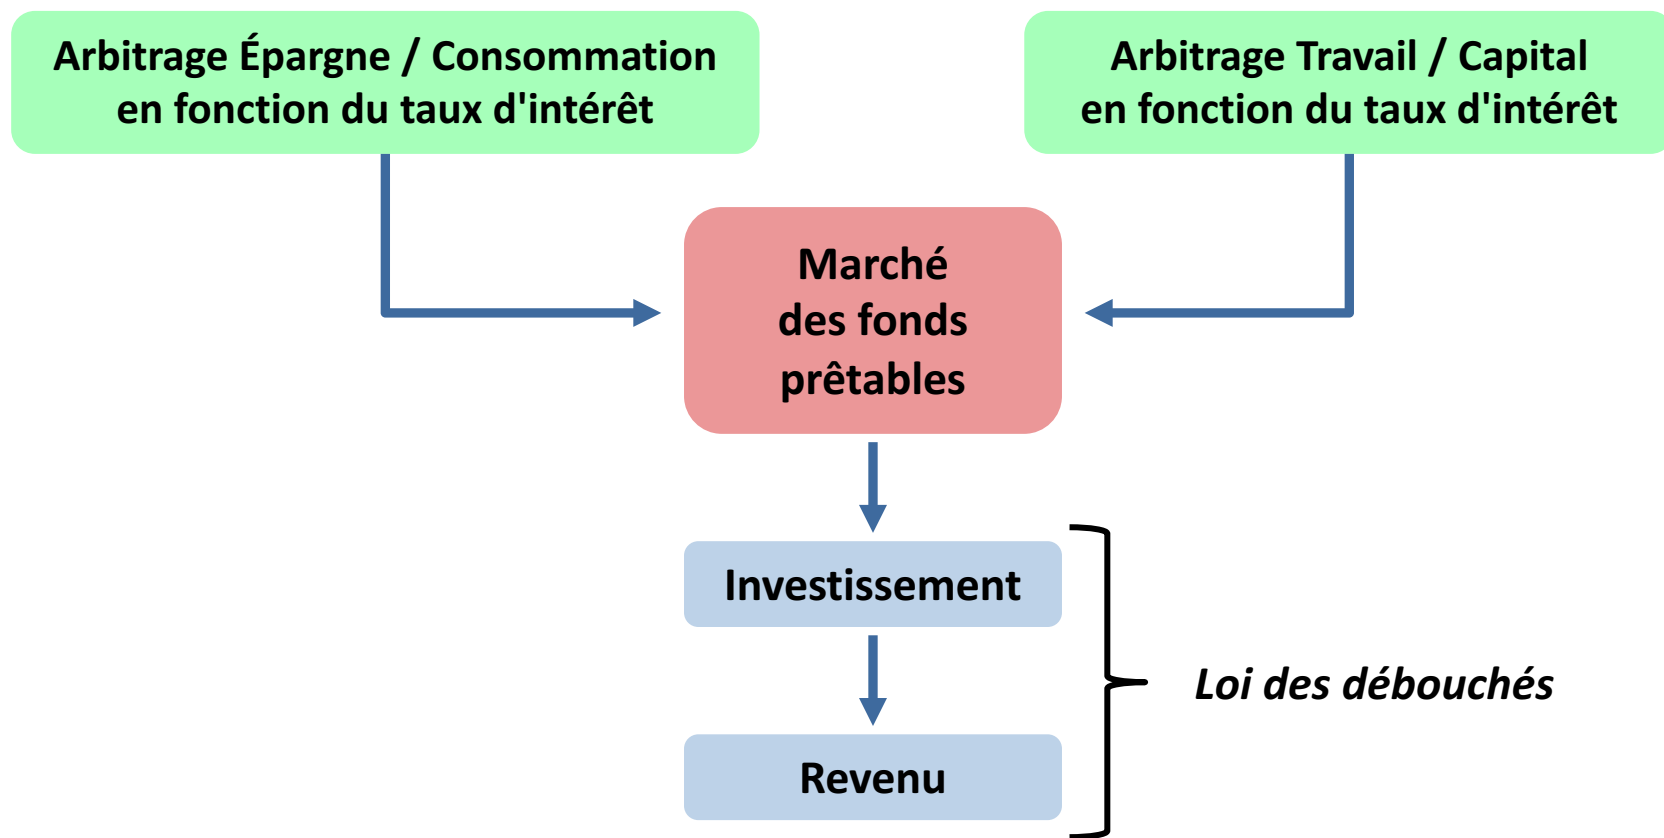 Arbitrage Épargne / Consommation
en fonction du taux d'intérêt
Arbitrage Travail / Capital
en fonction du taux d'intérêt
Marché
des fonds
prêtables
Investissement
Loi des débouchés
Revenu